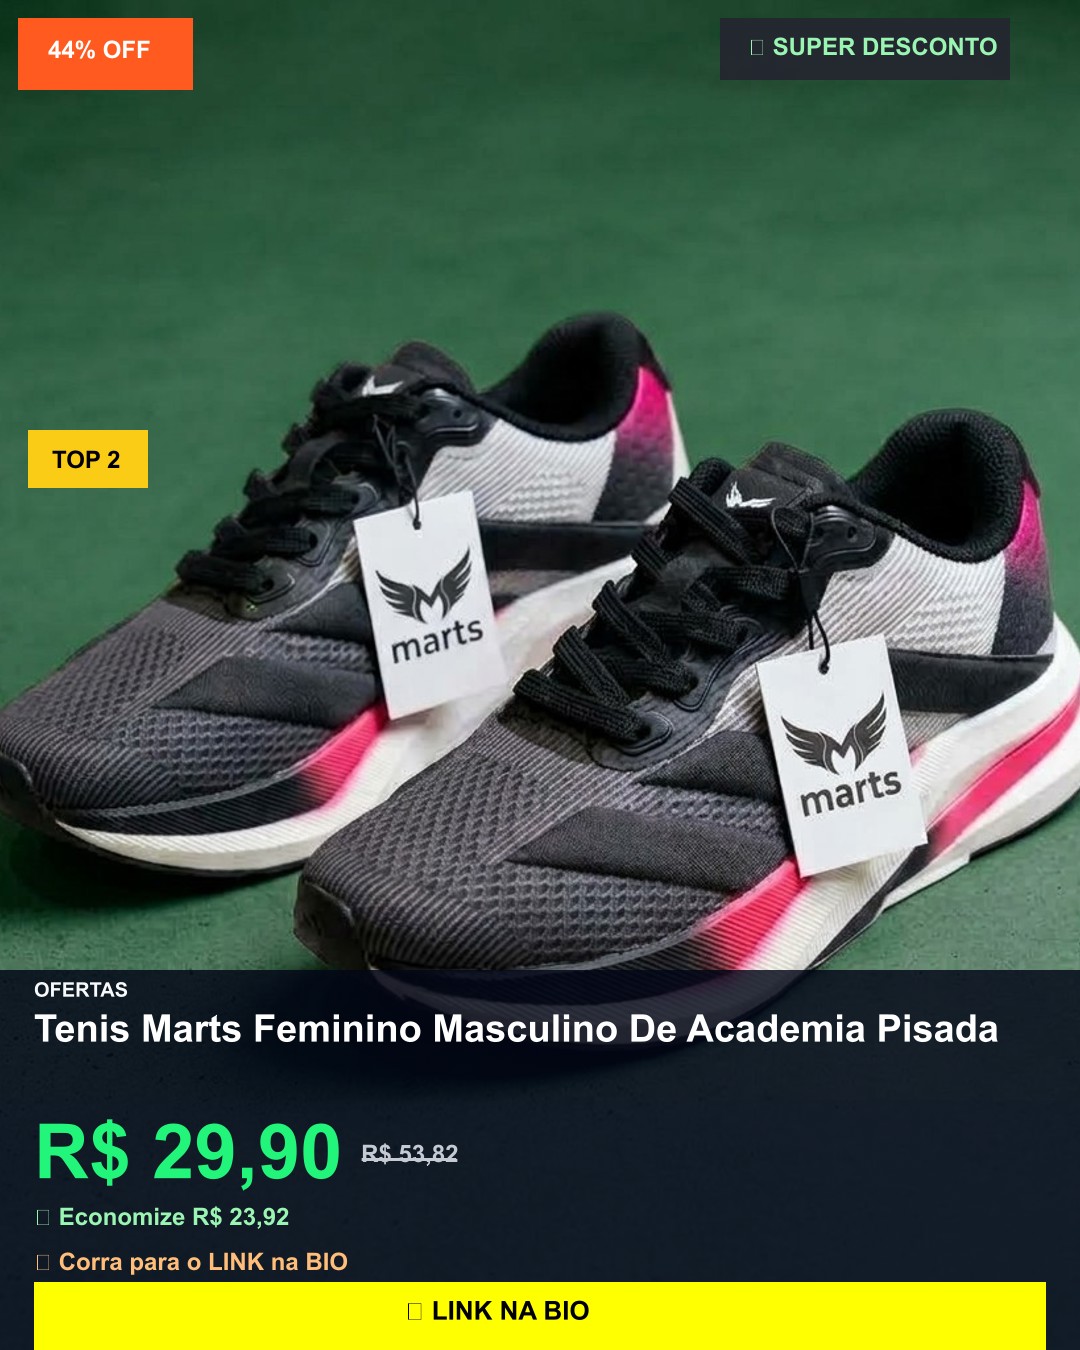 44% OFF
SUPER DESCONTO
TOP 2
marts
marts
OFERTAS
Tenis Marts Feminino Masculino De Academia Pisada
R$ 29,90 R$ 53,82
Economize R$ 23,92
Corra para o LINK na BIO
LINK NA BIO